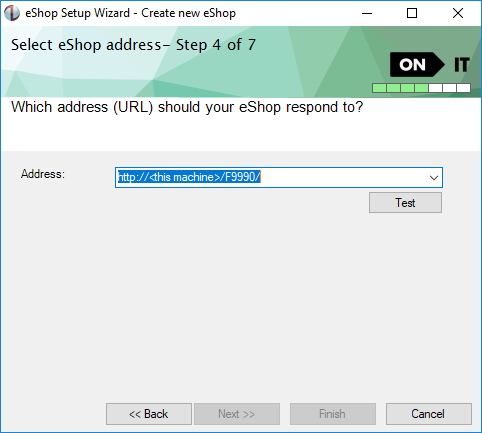 eShop Setup Wizard - Create new eShop
Select eShop address- Step 4 of 7
ON IT
Which address (URL) should your eShop respond to?
Address: http://<this machine>/F9990/
Test
<< Back Next >> Finish Cancel